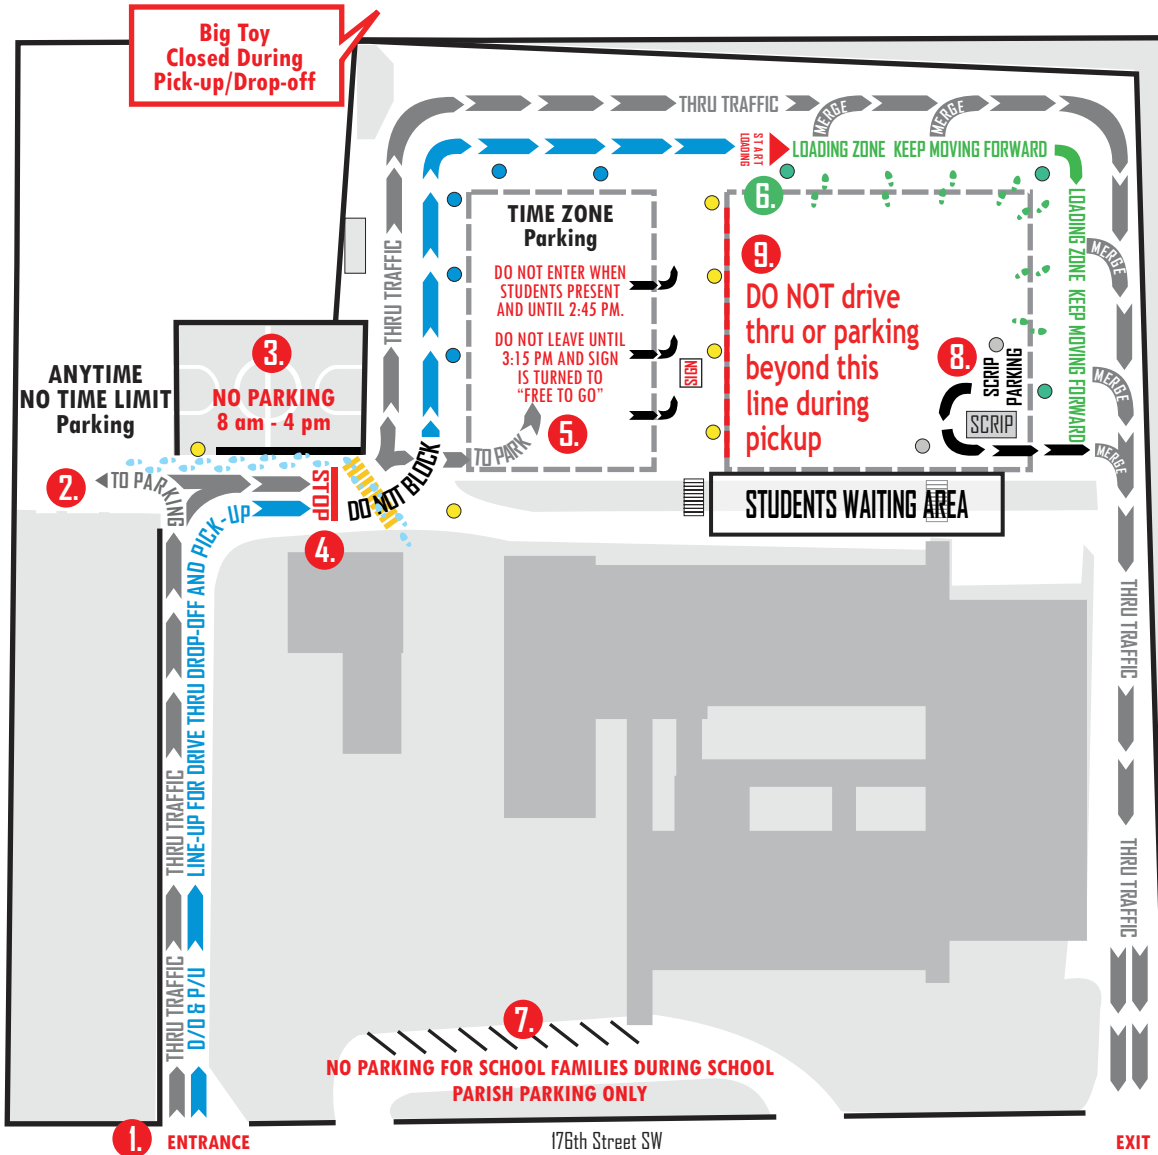 Big Toy
Closed During
Pick-up/Drop-off
THRU TRAFFIC
MERGE
MERGE
START
LOADING
LOADING ZONE KEEP MOVING FORWARD
6.
TIME ZONE
Parking
DO NOT ENTER WHEN
STUDENTS PRESENT
AND UNTIL 2:45 PM.
DO NOT LEAVE UNTIL
3:15 PM AND SIGN
IS TURNED TO
“FREE TO GO”
5.
TO PARK
SIGN
9.
DO NOT drive
thru or parking
beyond this
line during
pickup
8.
SCRIP
PARKING
SCRIP
LOADING ZONE KEEP MOVING FORWARD
MERGE
MERGE
MERGE
THRU TRAFFIC
3.
NO PARKING
8 am - 4 pm
ANYTIME
NO TIME LIMIT
Parking
2.
TO PARKING
STOP
4.
DO NOT BLOCK
STUDENTS WAITING AREA
LINE-UP FOR DRIVE THRU DROP-OFF AND PICK-UP
THRU TRAFFIC
THRU TRAFFIC
D/O & P/U
THRU TRAFFIC
THRU TRAFFIC
7.
NO PARKING FOR SCHOOL FAMILIES DURING SCHOOL
PARISH PARKING ONLY
1.
ENTRANCE
176th Street SW
EXIT